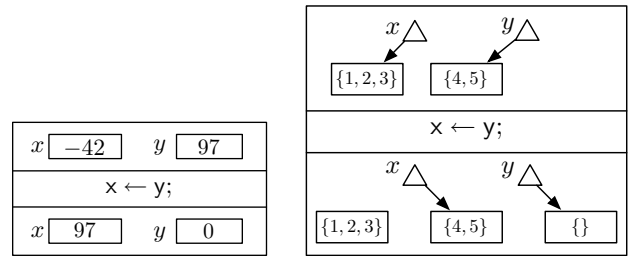 x −42 y 97
x ← y;
x 97 y 0
x y
{1, 2, 3} {4, 5}
x ← y;
x y
{1, 2, 3} {4, 5} {}